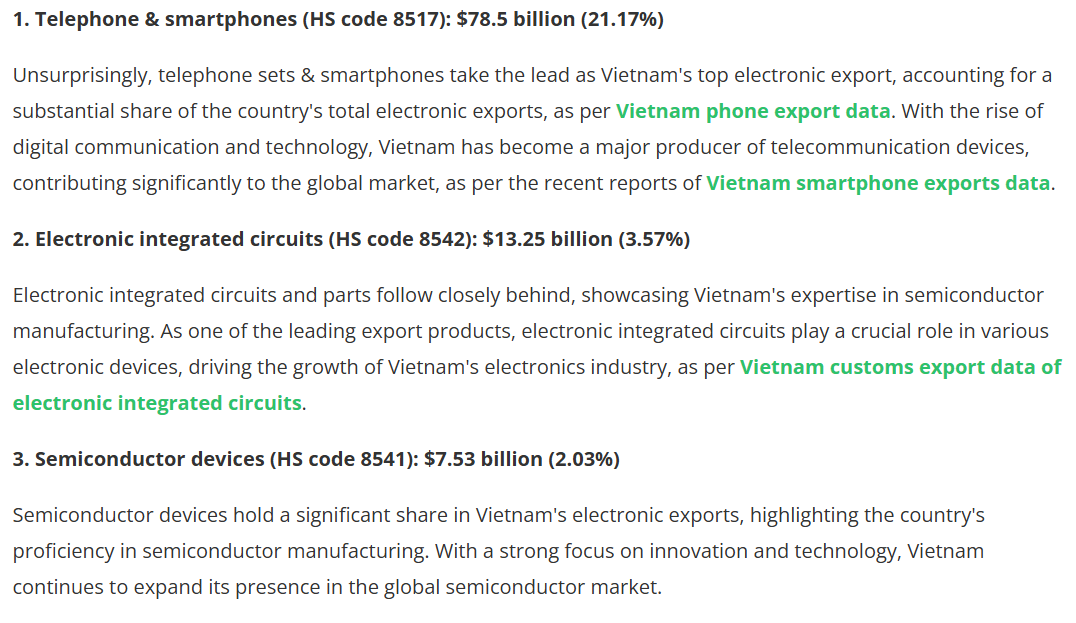 1. Telephone & smartphones (HS code 8517): $78.5 billion (21.17%)
Unsurprisingly, telephone sets & smartphones take the lead as Vietnam's top electronic export, accounting for a
substantial share of the country's total electronic exports, as per Vietnam phone export data. With the rise of
digital communication and technology, Vietnam has become a major producer of telecommunication devices,
contributing significantly to the global market, as per the recent reports of Vietnam smartphone exports data.
2. Electronic integrated circuits (HS code 8542): $13.25 billion (3.57%)
Electronic integrated circuits and parts follow closely behind, showcasing Vietnam's expertise in semiconductor
manufacturing. As one of the leading export products, electronic integrated circuits play a crucial role in various
electronic devices, driving the growth of Vietnam's electronics industry, as per Vietnam customs export data of
electronic integrated circuits.
3. Semiconductor devices (HS code 8541): $7.53 billion (2.03%)
Semiconductor devices hold a significant share in Vietnam's electronic exports, highlighting the country's
proficiency in semiconductor manufacturing. With a strong focus on innovation and technology, Vietnam
continues to expand its presence in the global semiconductor market.